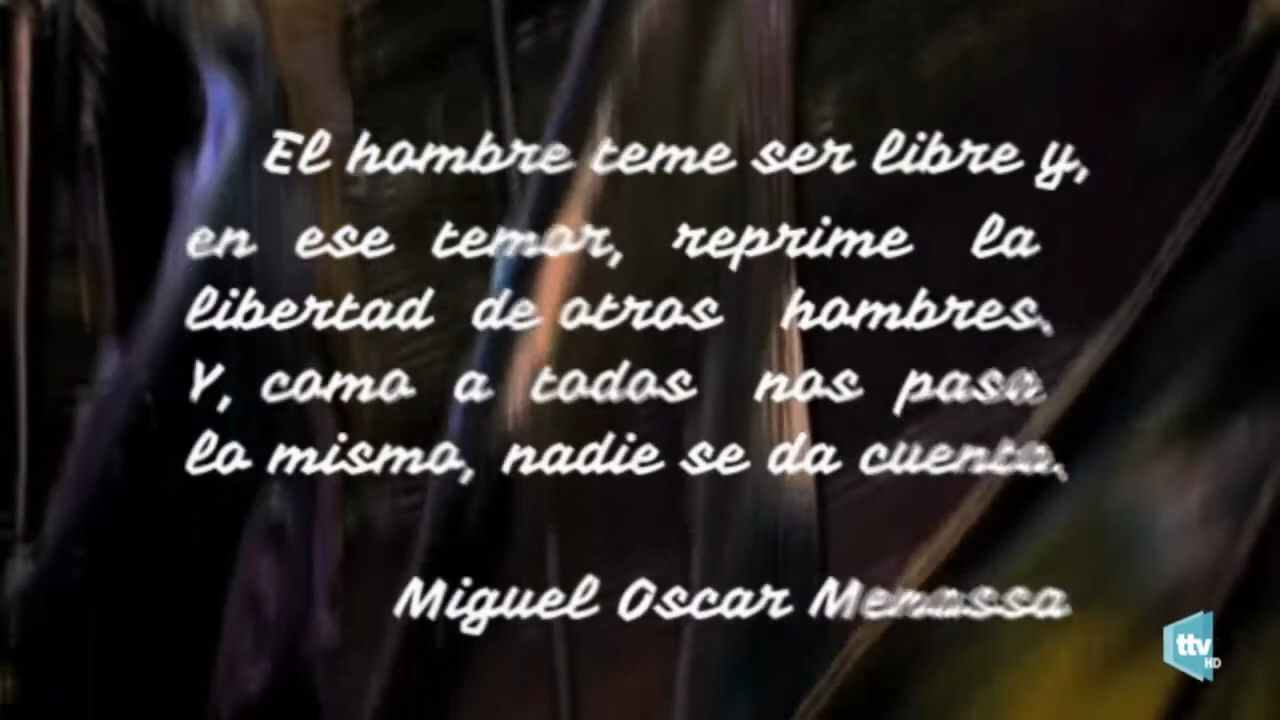 El hombre teme ser libre y,
en ese temor, reprime la
libertad de otros hombres.
Y, como a todos nos pasa
lo mismo, nadie se da cuenta.
Miguel Oscar Menassa
ttv
HD